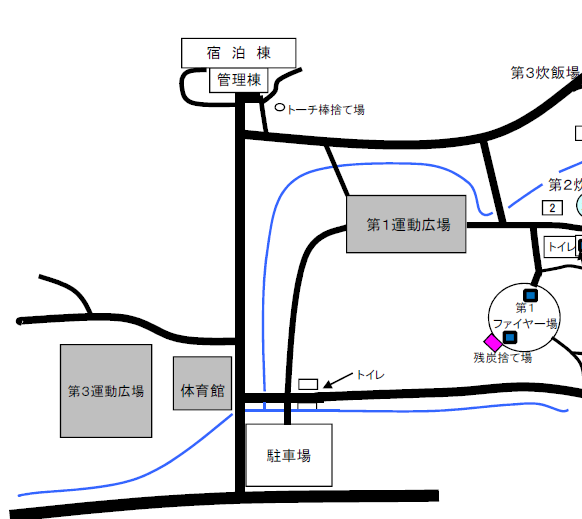 宿泊棟
管理棟
第3炊飯場
トーチ棒捨て場
第2炊
2
第1運動広場
トイレ
第1
ファイヤー場
残炭捨て場
第3運動広場
体育館
トイレ
駐車場